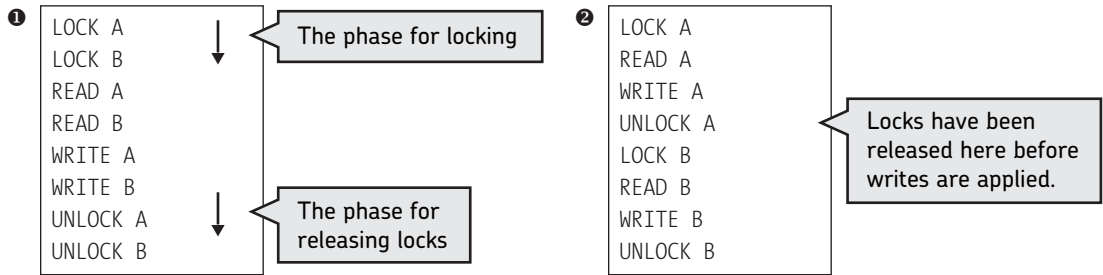 ❶
LOCK A
LOCK B
READ A
READ B
WRITE A
WRITE B
UNLOCK A
UNLOCK B
The phase for locking
The phase for
releasing locks
❷
LOCK A
READ A
WRITE A
UNLOCK A
LOCK B
READ B
WRITE B
UNLOCK B
Locks have been
released here before
writes are applied.